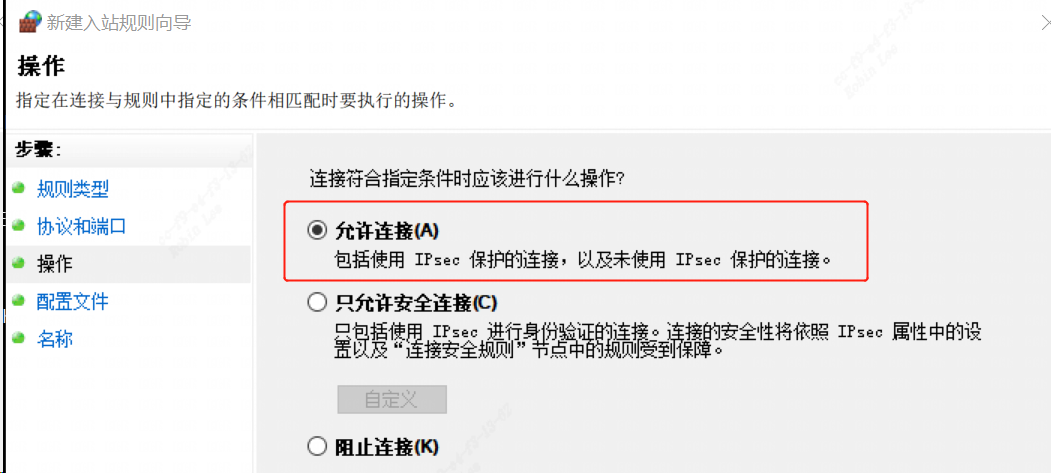 新建入站规则向导
操作
指定在连接与规则中指定的条件相匹配时要执行的操作。
步骤:
规则类型
协议和端口
操作
配置文件
名称
连接符合指定条件时应该进行什么操作?
允许连接(A)
包括使用 IPsec 保护的连接，以及未使用 IPsec 保护的连接。
只允许安全连接(C)
只包括使用 IPsec 进行身份验证的连接。连接的安全性将依照 IPsec 属性中的设
置以及“连接安全规则”节点中的规则受到保障。
自定义
阻止连接(K)